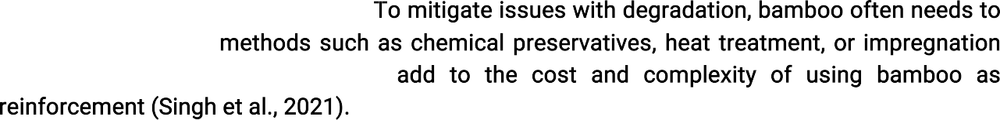 To mitigate issues with degradation, bamboo often needs to
methods such as chemical preservatives, heat treatment, or impregnation
add to the cost and complexity of using bamboo as
reinforcement (Singh et al., 2021).